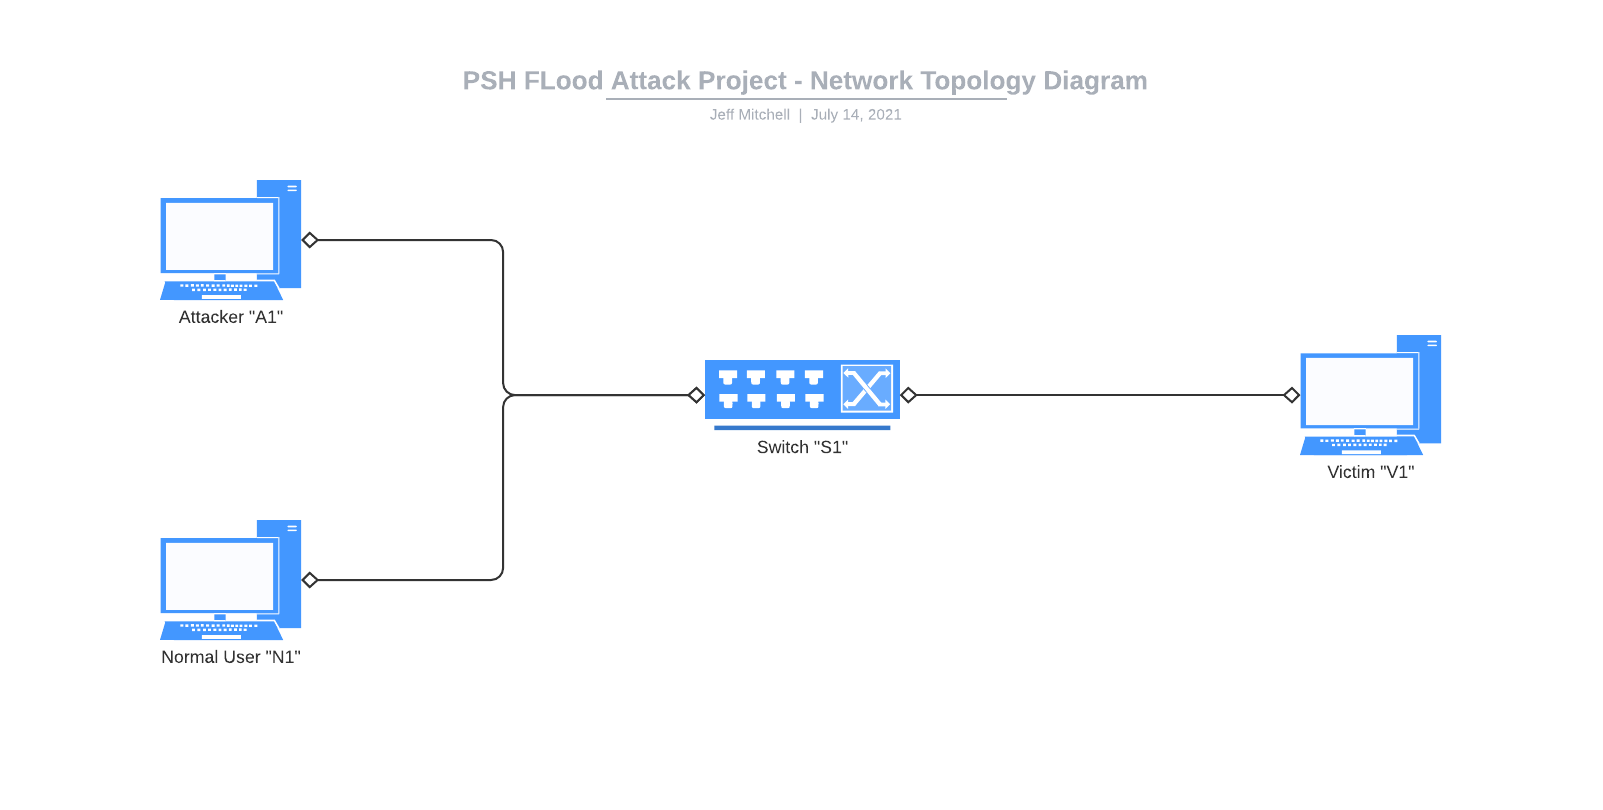 PSH FLood Attack Project - Network Topology Diagram
Jeff Mitchell | July 14, 2021
Attacker "A1"
Switch "S1"
Victim "V1"
Normal User "N1"